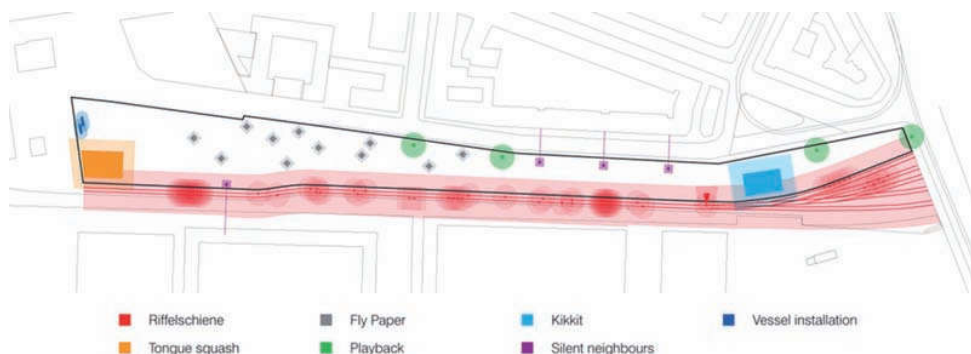 Riffelschiene Fly Paper Kikkit Vessel installation
Tongue squash Playback Silent neighbours